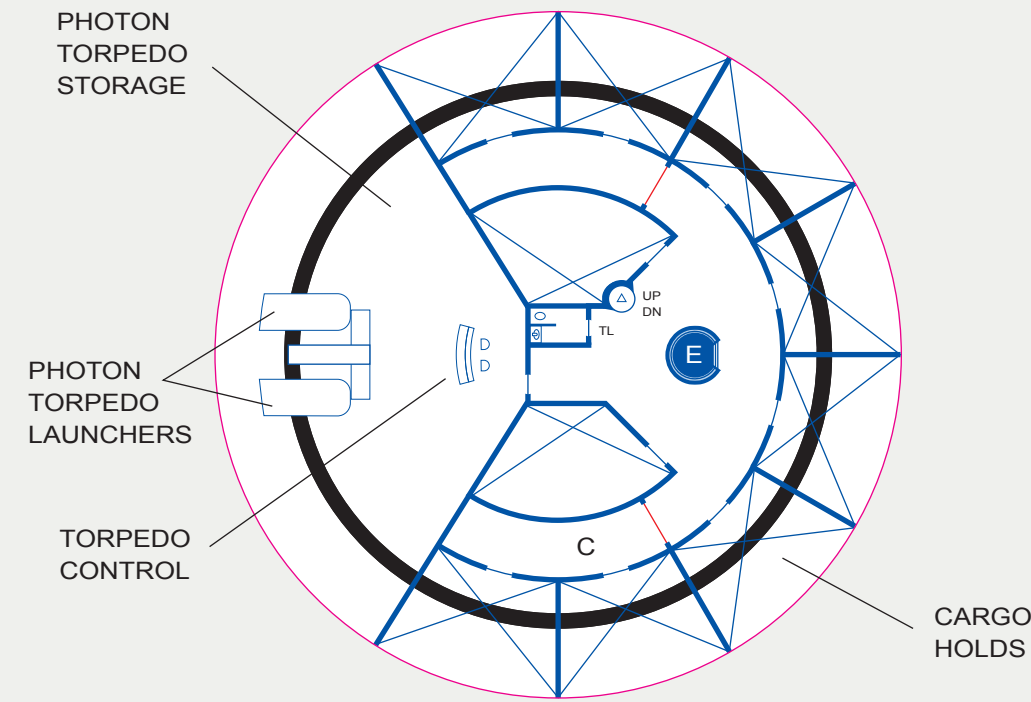 PHOTON
TORPEDO
STORAGE
UP
DN
TL
E
PHOTON
TORPEDO
LAUNCHERS
TORPEDO
CONTROL
C
CARGO
HOLDS